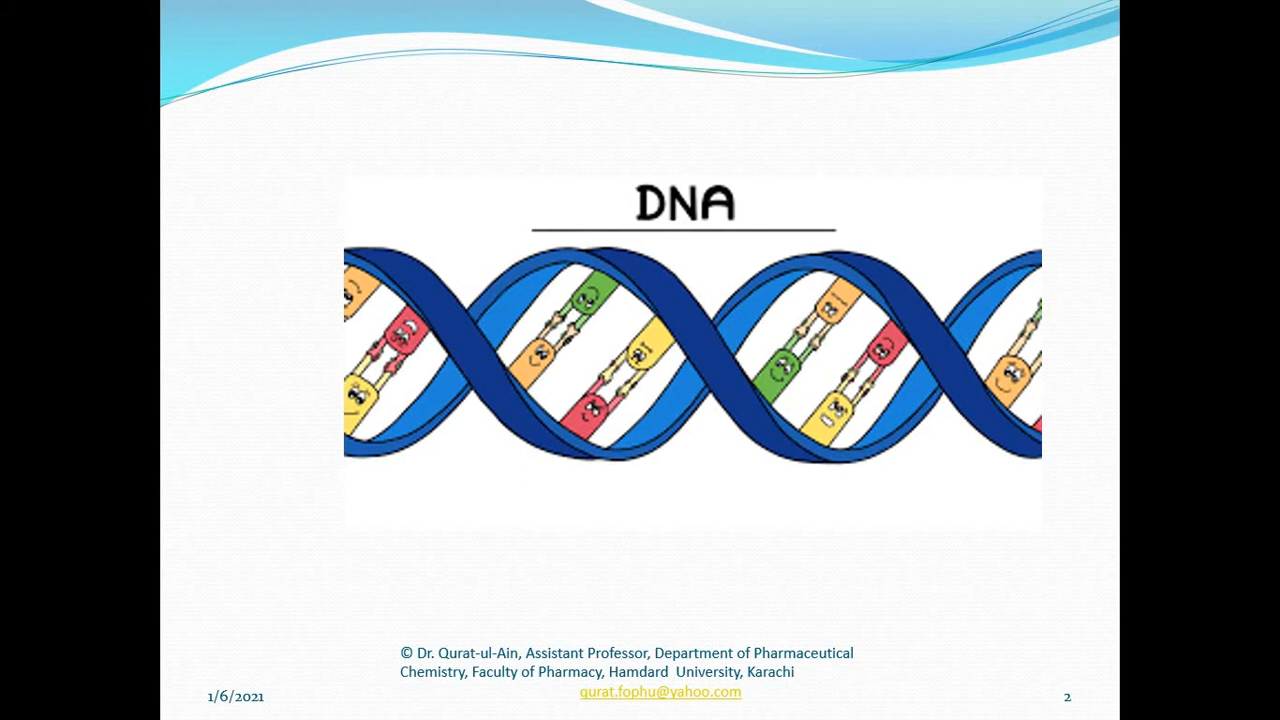 DNA
© Dr. Qurat-ul-Ain, Assistant Professor, Department of Pharmaceutical
Chemistry, Faculty of Pharmacy, Hamdard University, Karachi
1/6/2021
qurat.fophu@yahoo.com
2